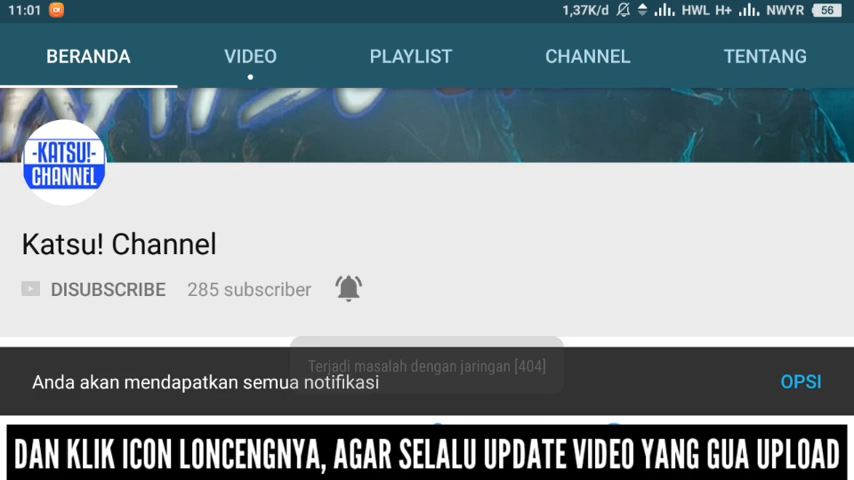 11:01 1,37K/d HWL H+ NWYR 56
BERANDA VIDEO PLAYLIST CHANNEL TENTANG
-KATSU!-
CHANNEL
Katsu! Channel
DISUBSCRIBE 285 subscriber
Terjadi masalah dengan jaringan [404]
Anda akan mendapatkan semua notifikasi OPSI
DAN KLIK ICON LONCENGNYA, AGAR SELALU UPDATE VIDEO YANG GUA UPLOAD